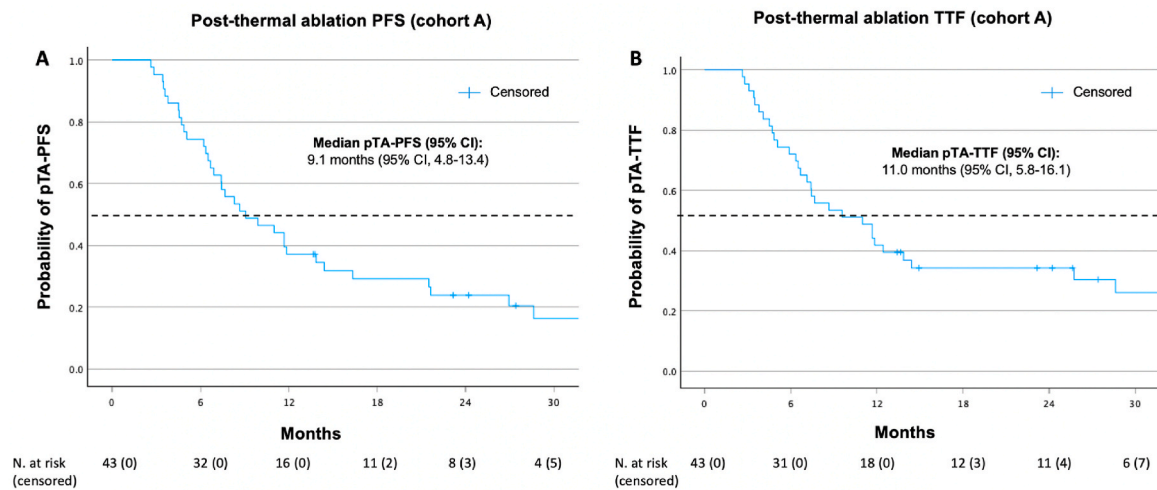 Post-thermal ablation PFS (cohort A)
A
Probability of pTA-PFS
1.0
0.8
0.6
0.4
0.2
0.0
Censored
Median pTA-PFS (95% CI):
9.1 months (95% CI, 4.8-13.4)
0 6 12 18 24 30
Months
N. at risk
(censored)
43 (0) 32 (0) 16 (0) 11 (2) 8 (3) 4 (5)
Post-thermal ablation TTF (cohort A)
B
Probability of pTA-TTF
1.0
0.8
0.6
0.4
0.2
0.0
Censored
Median pTA-TTF (95% CI):
11.0 months (95% CI, 5.8-16.1)
0 6 12 18 24 30
Months
N. at risk
(censored)
43 (0) 31 (0) 18 (0) 12 (3) 11 (4) 6 (7)